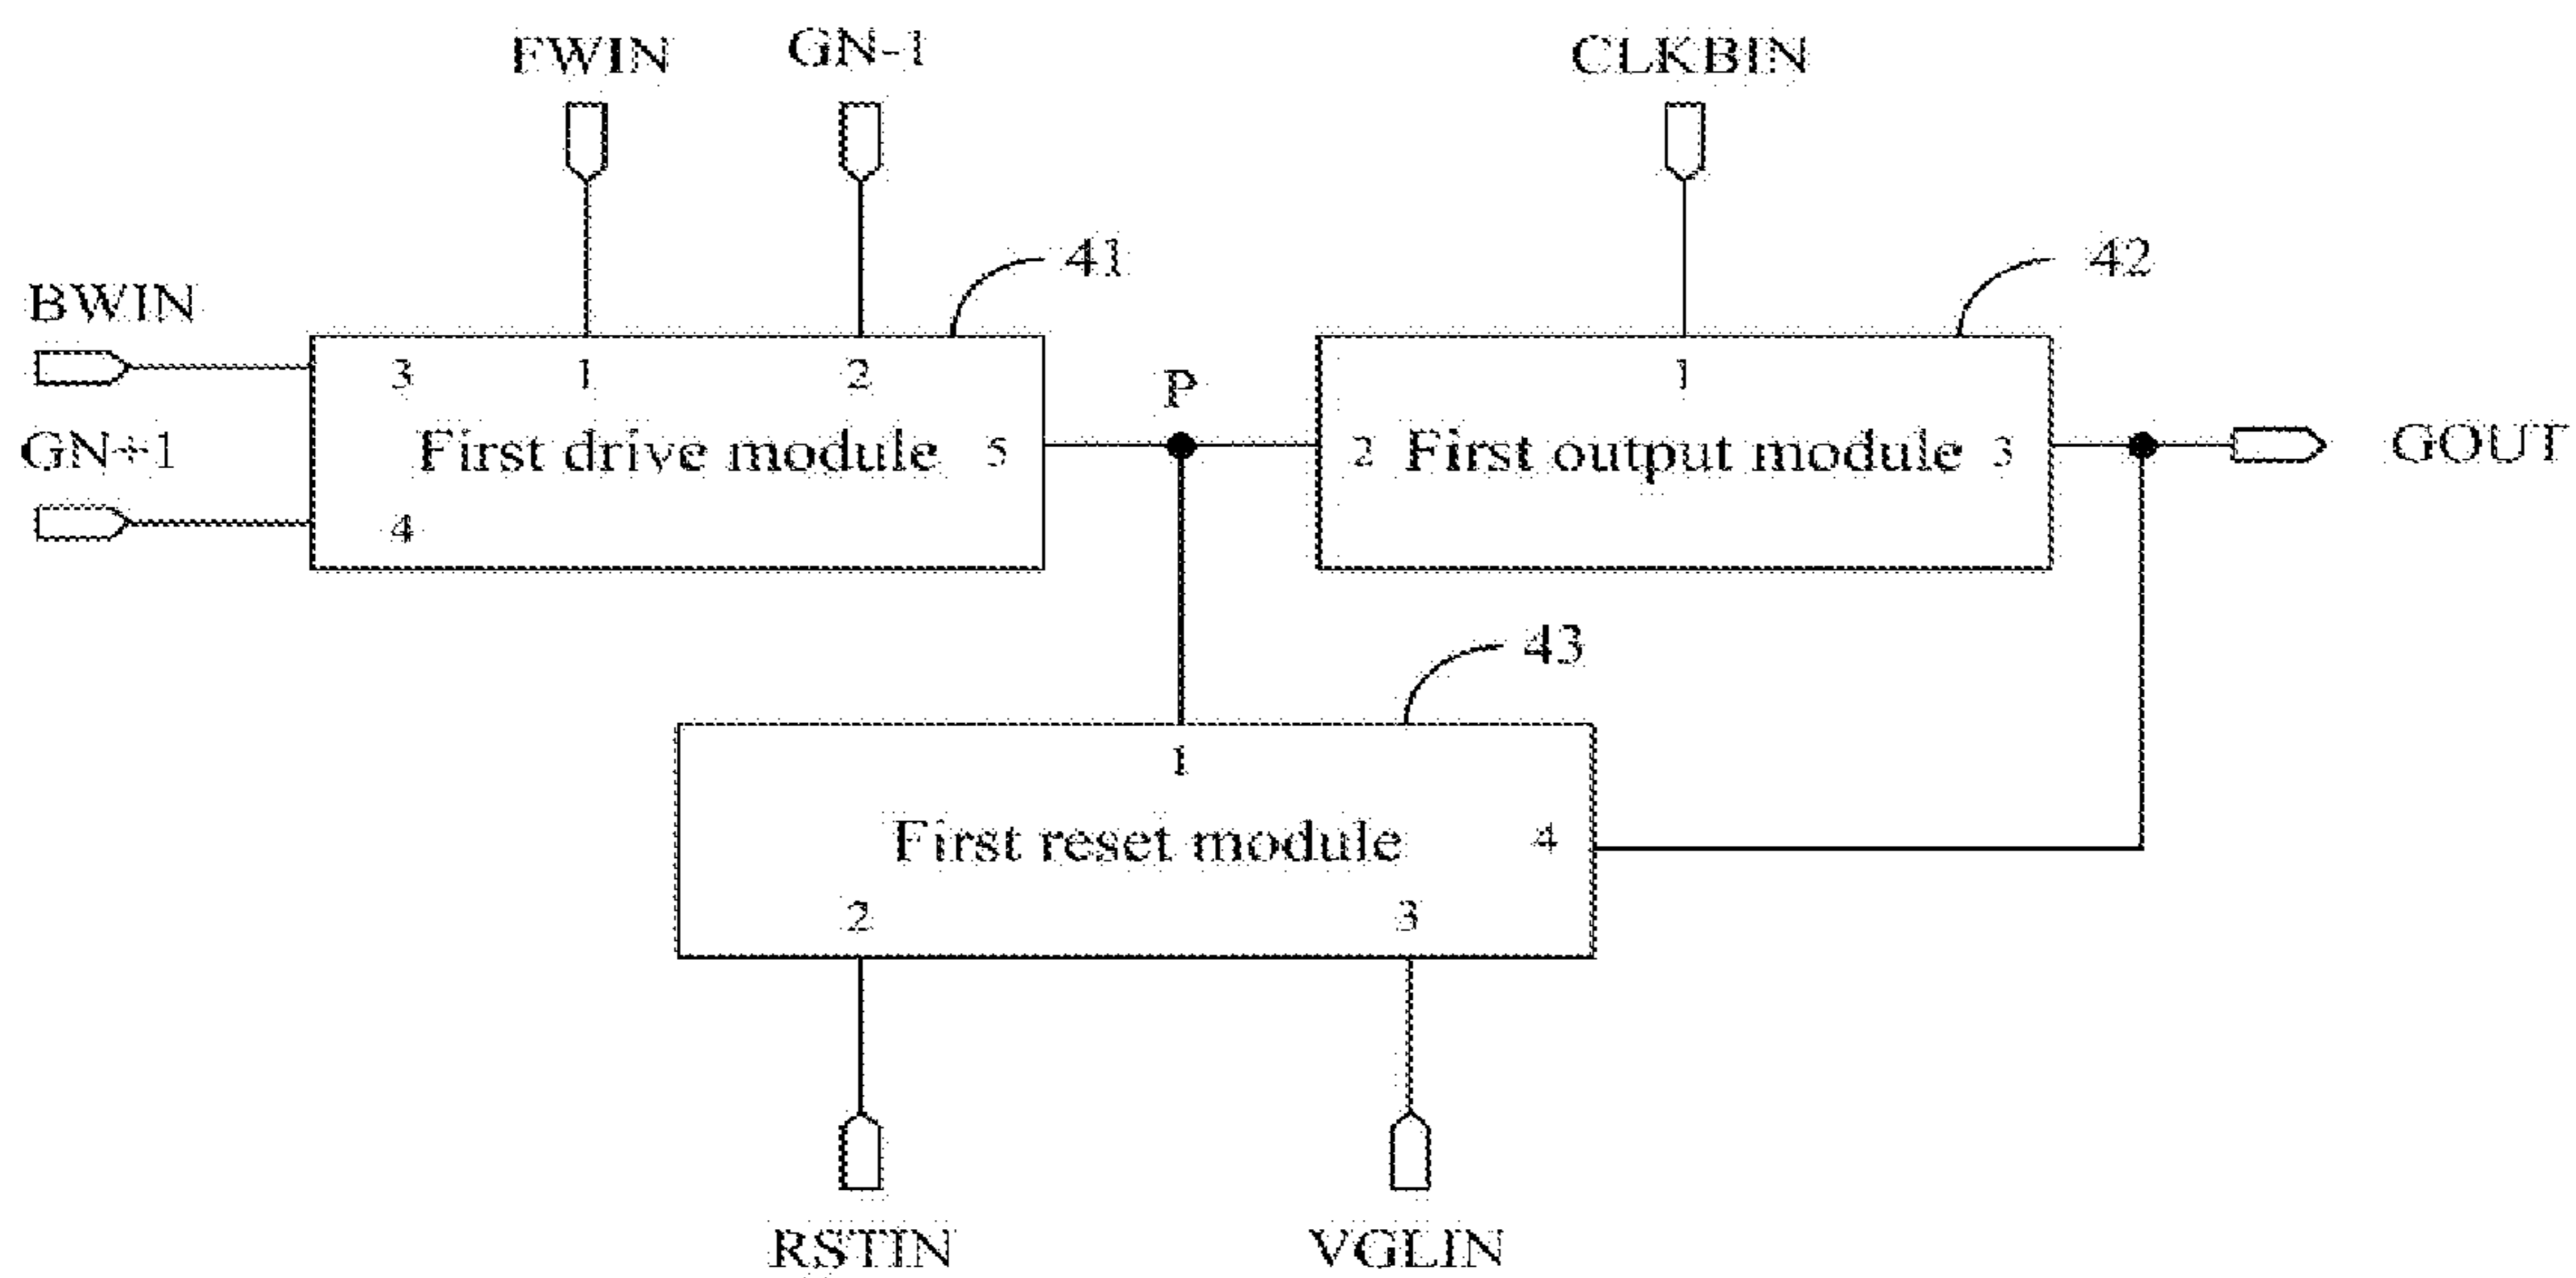 FWIN
GN-1
CLKBIN
41
42
BWIN
3
1
2
1
P
GN+1
First drive module
5
2
First output module
3
GOUT
4
43
1
First reset module
4
2
3
RSTIN
VGLIN